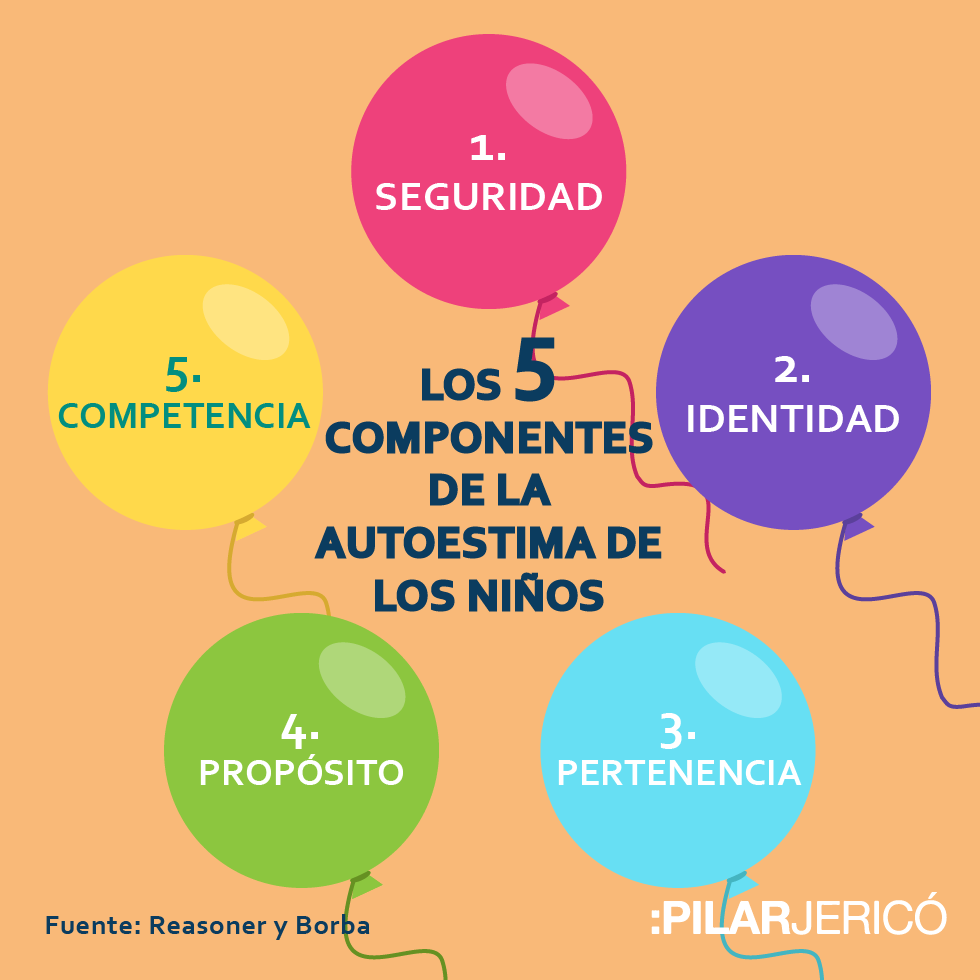 1.
SEGURIDAD
2.
IDENTIDAD
3.
PERTENENCIA
4.
PROPÓSITO
5.
COMPETENCIA
LOS 5
COMPONENTES
DE LA
AUTOESTIMA DE
LOS NIÑOS
Fuente: Reasoner y Borba
:PILARJERICÓ